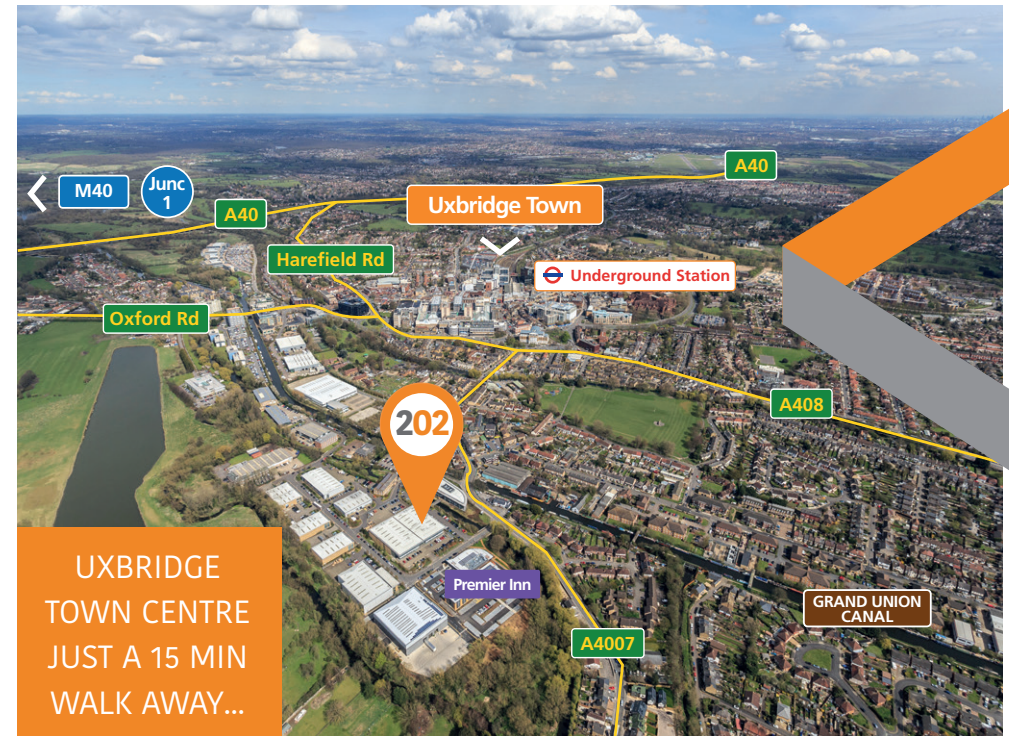 A40
M40
Junc
1
A40
Uxbridge Town
Harefield Rd
Underground Station
Oxford Rd
A408
202
UXBRIDGE
TOWN CENTRE
JUST A 15 MIN
WALK AWAY...
Premier Inn
GRAND UNION
CANAL
A4007